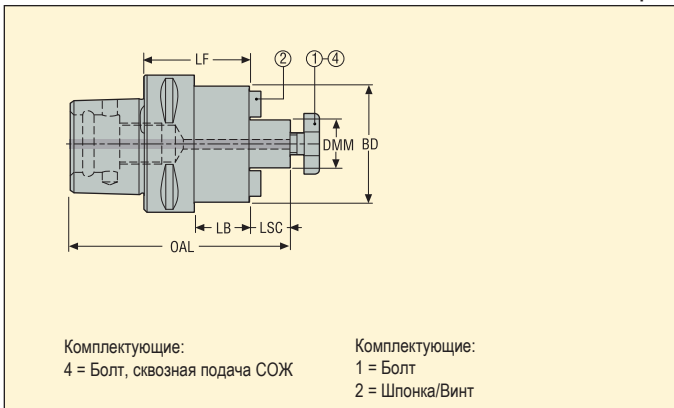 LF
②
①-④
DMM
BD
LB
LSC
OAL
Комплектующие:
4 = Болт, сквозная подача СОЖ
Комплектующие:
1 = Болт
2 = Шпонка/Винт